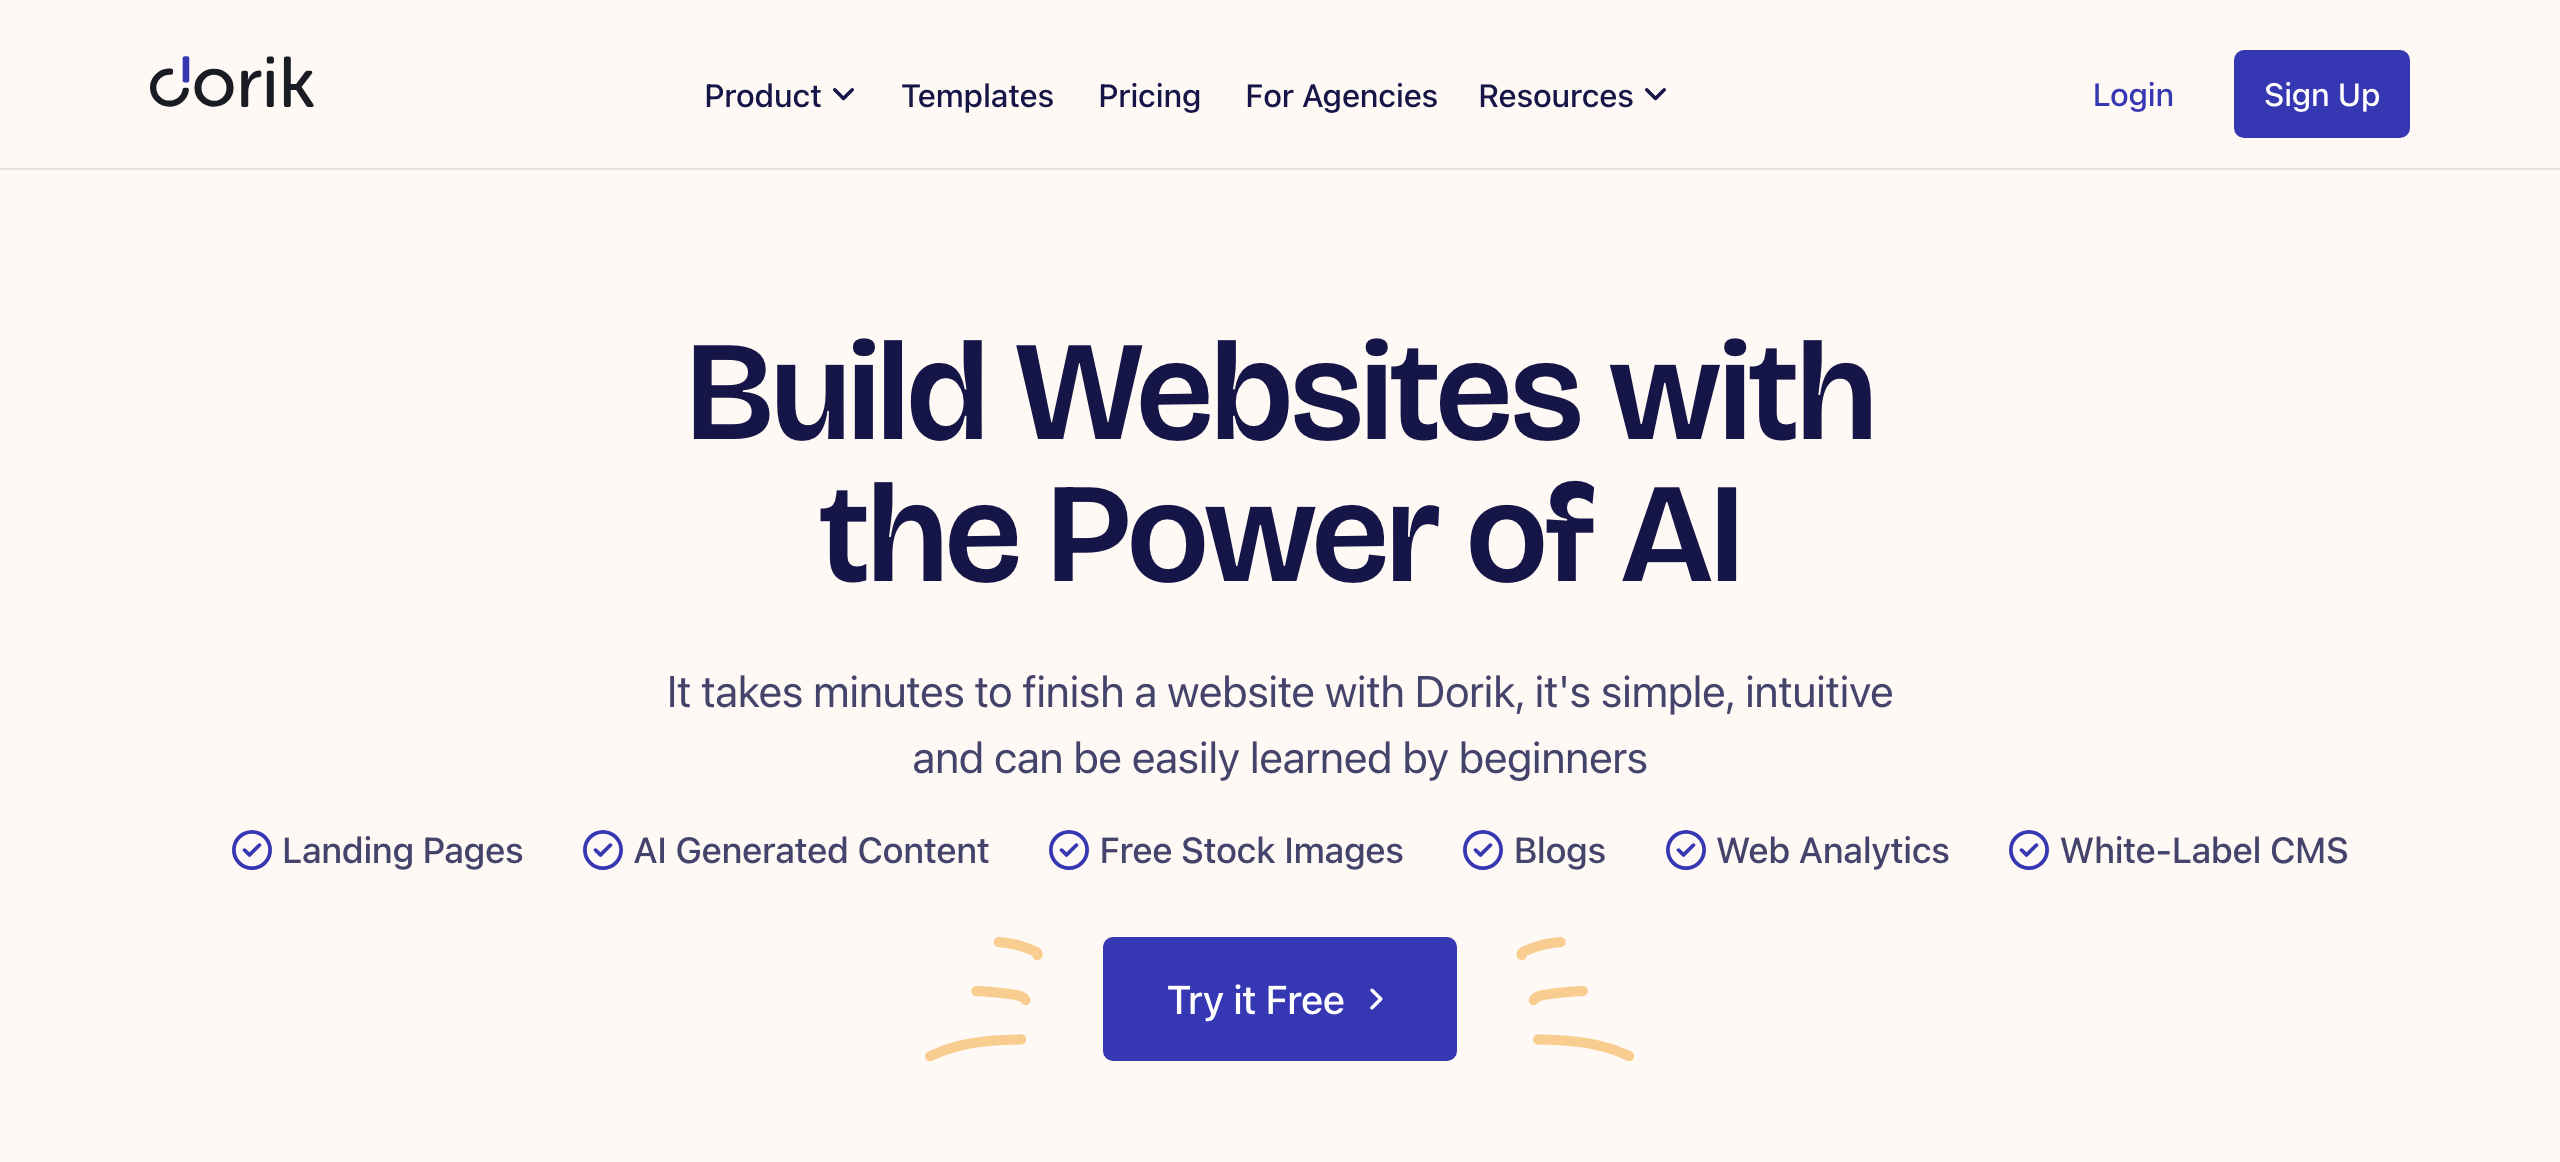 dorik
Product
Templates
Pricing
For Agencies
Resources
Login
Sign Up
Build Websites with
the Power of AI
It takes minutes to finish a website with Dorik, it's simple, intuitive
and can be easily learned by beginners
Landing Pages
AI Generated Content
Free Stock Images
Blogs
Web Analytics
White-Label CMS
Try it Free